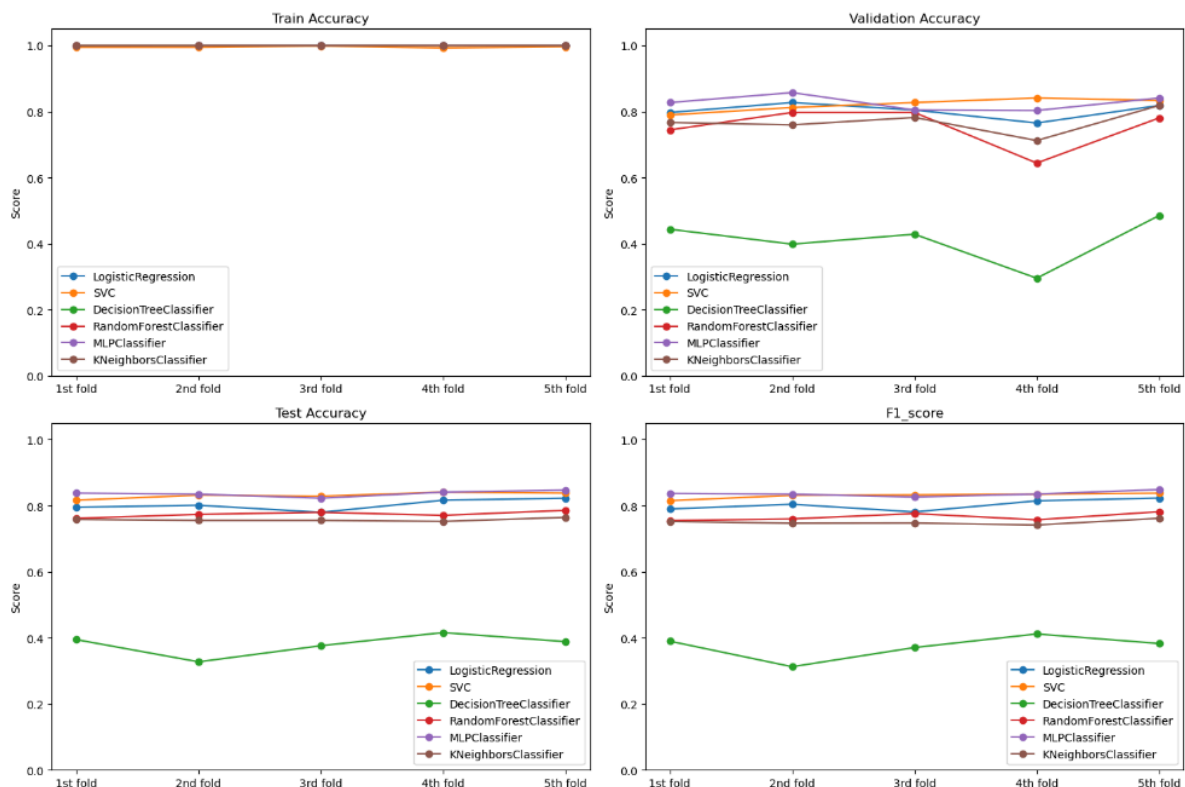 Train Accuracy
1.0
0.8
0.6
0.4
0.2
0.0
Score
LogisticRegression
SVC
DecisionTreeClassifier
RandomForestClassifier
MLPClassifier
KNeighborsClassifier
1st fold 2nd fold 3rd fold 4th fold 5th fold
Validation Accuracy
1.0
0.8
0.6
0.4
0.2
0.0
Score
LogisticRegression
SVC
DecisionTreeClassifier
RandomForestClassifier
MLPClassifier
KNeighborsClassifier
1st fold 2nd fold 3rd fold 4th fold 5th fold
Test Accuracy
1.0
0.8
0.6
0.4
0.2
0.0
Score
LogisticRegression
SVC
DecisionTreeClassifier
RandomForestClassifier
MLPClassifier
KNeighborsClassifier
1st fold 2nd fold 3rd fold 4th fold 5th fold
F1_score
1.0
0.8
0.6
0.4
0.2
0.0
Score
LogisticRegression
SVC
DecisionTreeClassifier
RandomForestClassifier
MLPClassifier
KNeighborsClassifier
1st fold 2nd fold 3rd fold 4th fold 5th fold